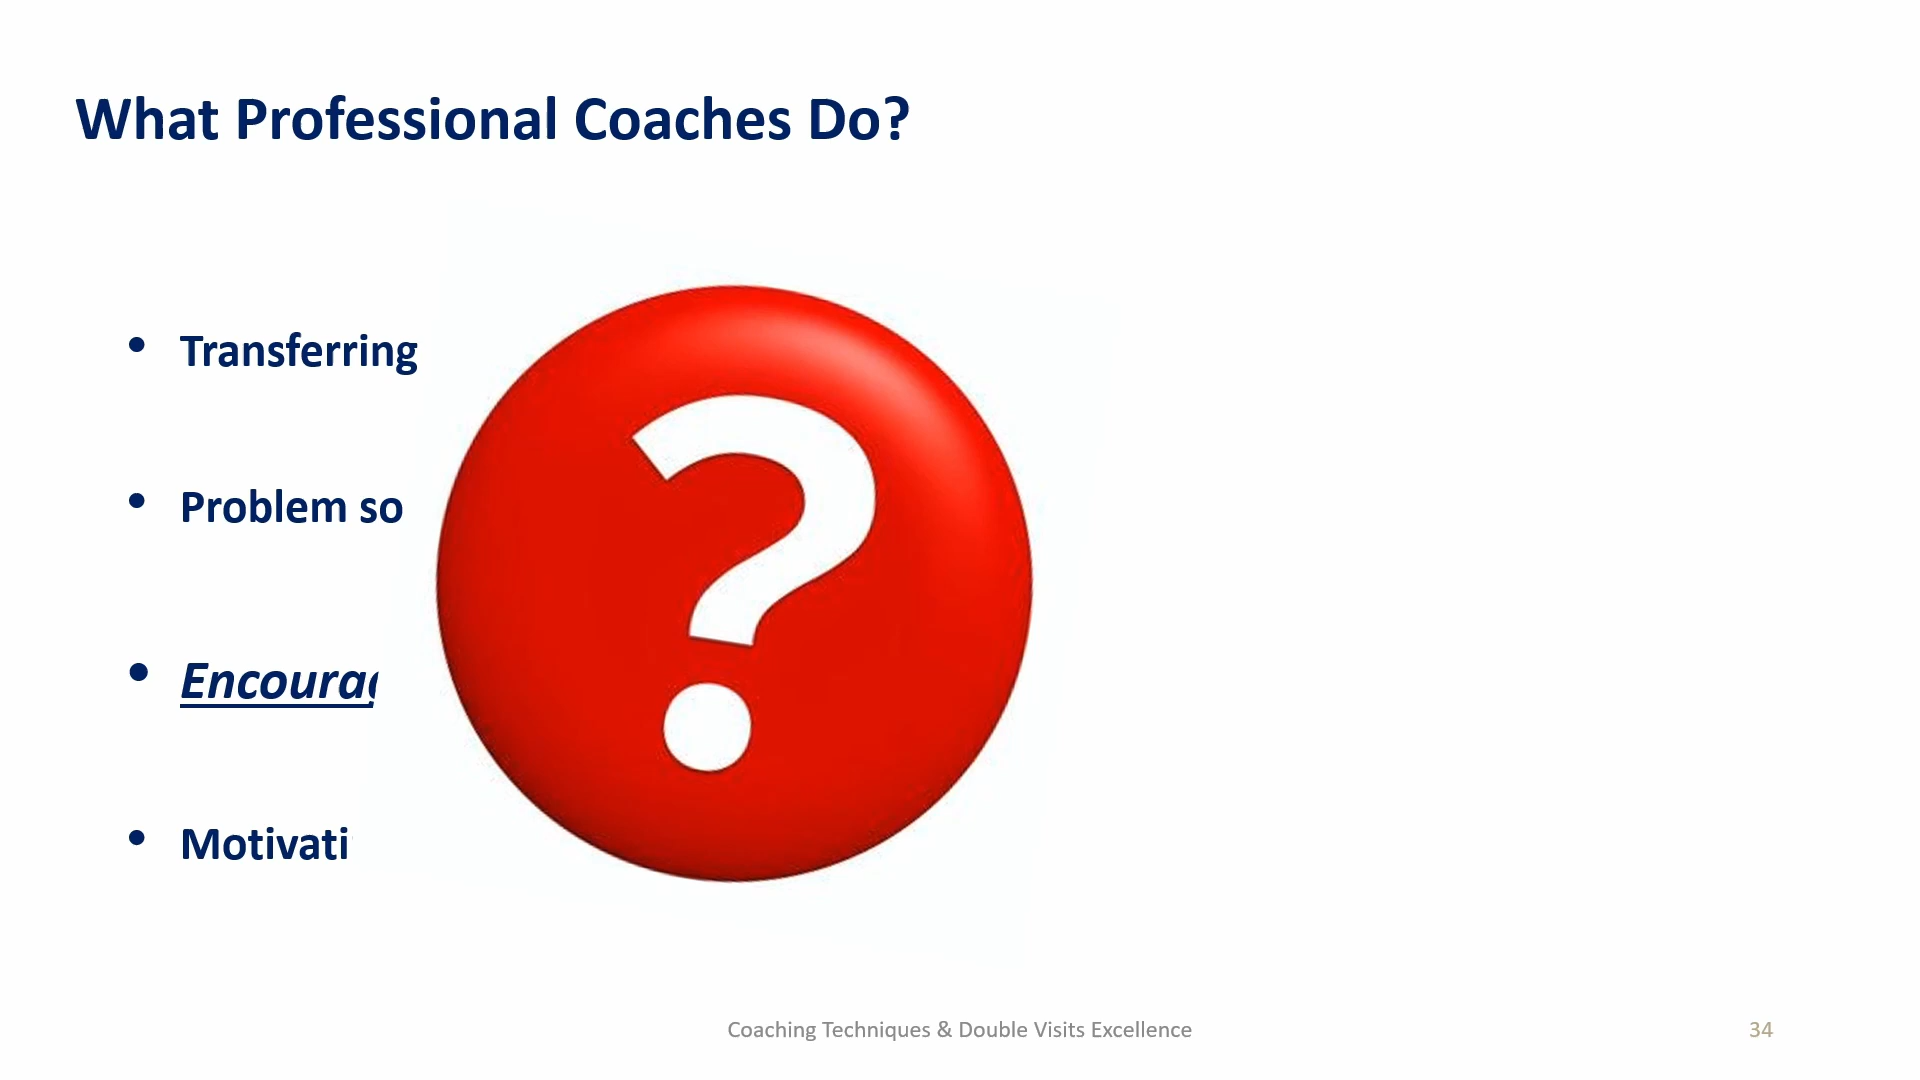 What Professional Coaches Do?
• Transferring
• Problem so
• Encourag
• Motivati
?
Coaching Techniques & Double Visits Excellence
34